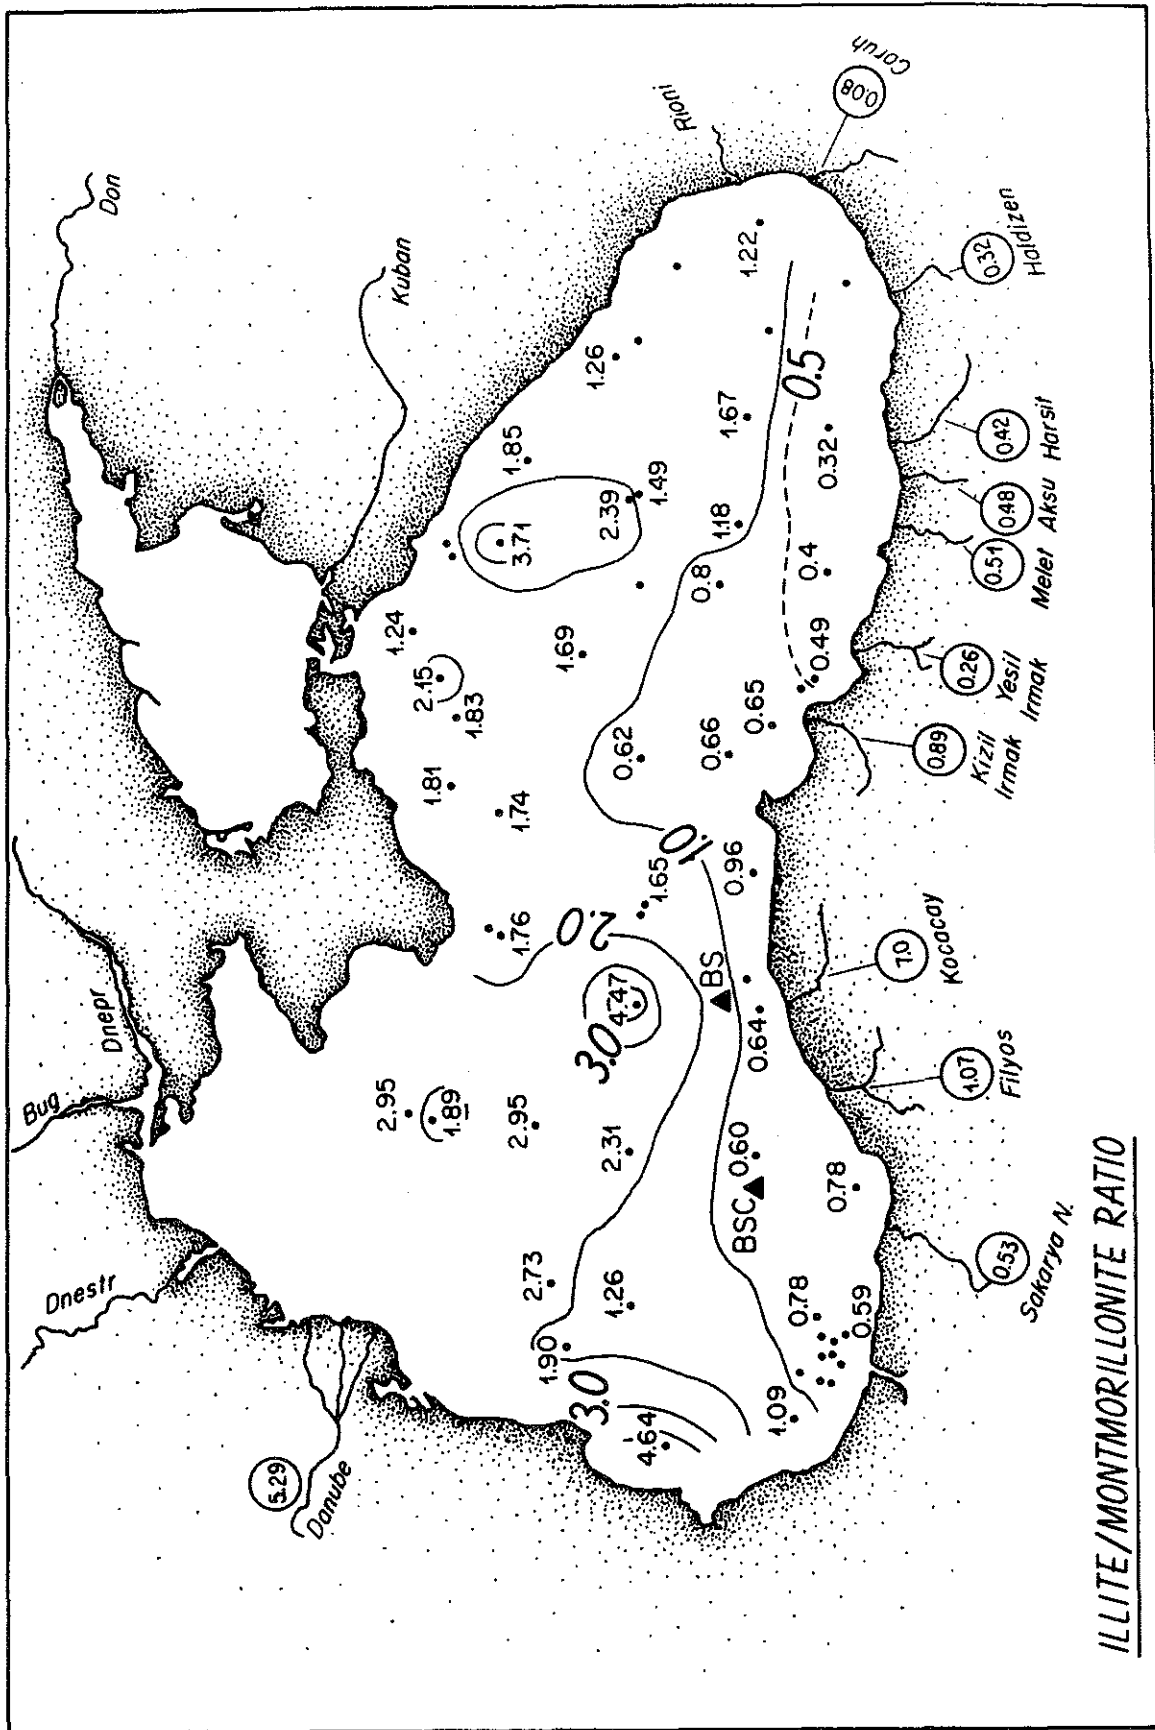 Bug
Dnepr
Don
Dnestr
5.29
Danube
Kuban
2.95
1.89
1.81
2.15
1.83
1.24
2.95
1.76
1.74
3.71
1.85
2.73
1.90
2.0
1.69
3.0
1.26
2.31
3.0
4.47
0.62
2.39
1.26
4.64
1.65
1.49
Rioni
1.0
BS
0.66
0.8
1.18
1.67
BSC
0.60
0.64
0.96
0.65
1.22
1.09
0.78
0.5
0.78
0.59
0.49
0.4
0.32
0.08
Coruh
0.53
Sakarya N.
1.07
Filyos
7.0
Kocacay
0.89
Kizil
Irmak
0.26
Yesil
Irmak
0.51
Melet
0.48
Aksu
0.42
Harsit
0.32
Haldizen
ILLITE/MONTMORILLONITE RATIO